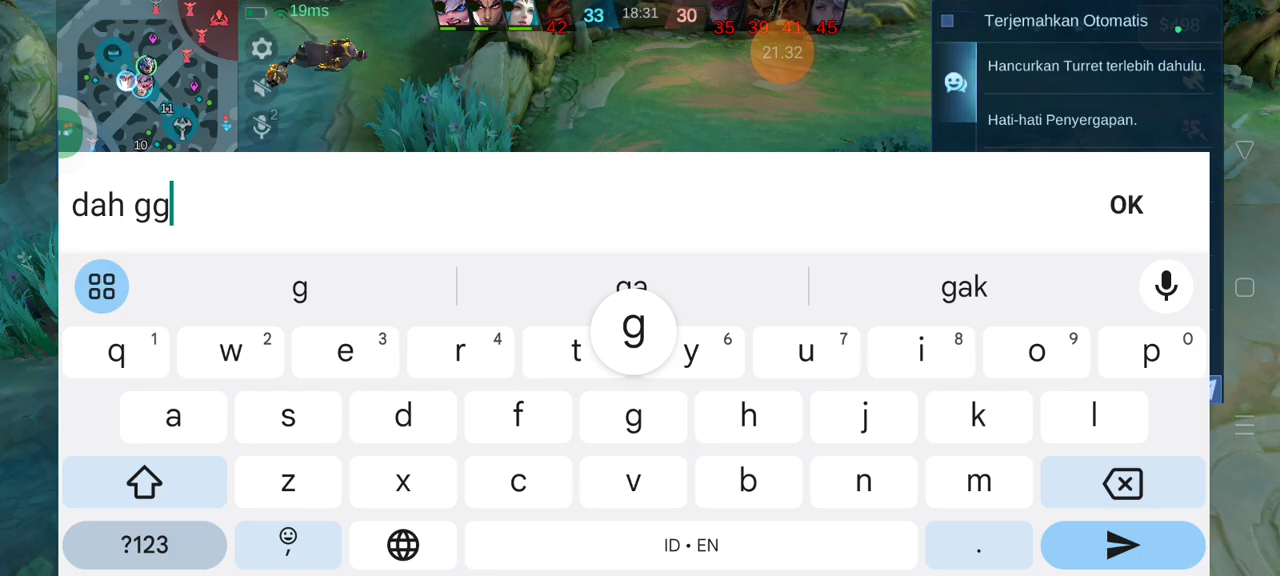 19ms
42 33 18:31 30 35 39 41 45
21.32
2
11
10
Terjemahkan Otomatis
$498
Hancurkan Turret terlebih dahulu.
Hati-hati Penyergapan.
dah gg
OK
g ga gak
g
q 1 w 2 e 3 r 4 t y 6 u 7 i 8 o 9 p 0
a s d f g h j k l
z x c v b n m
?123 , ID • EN .